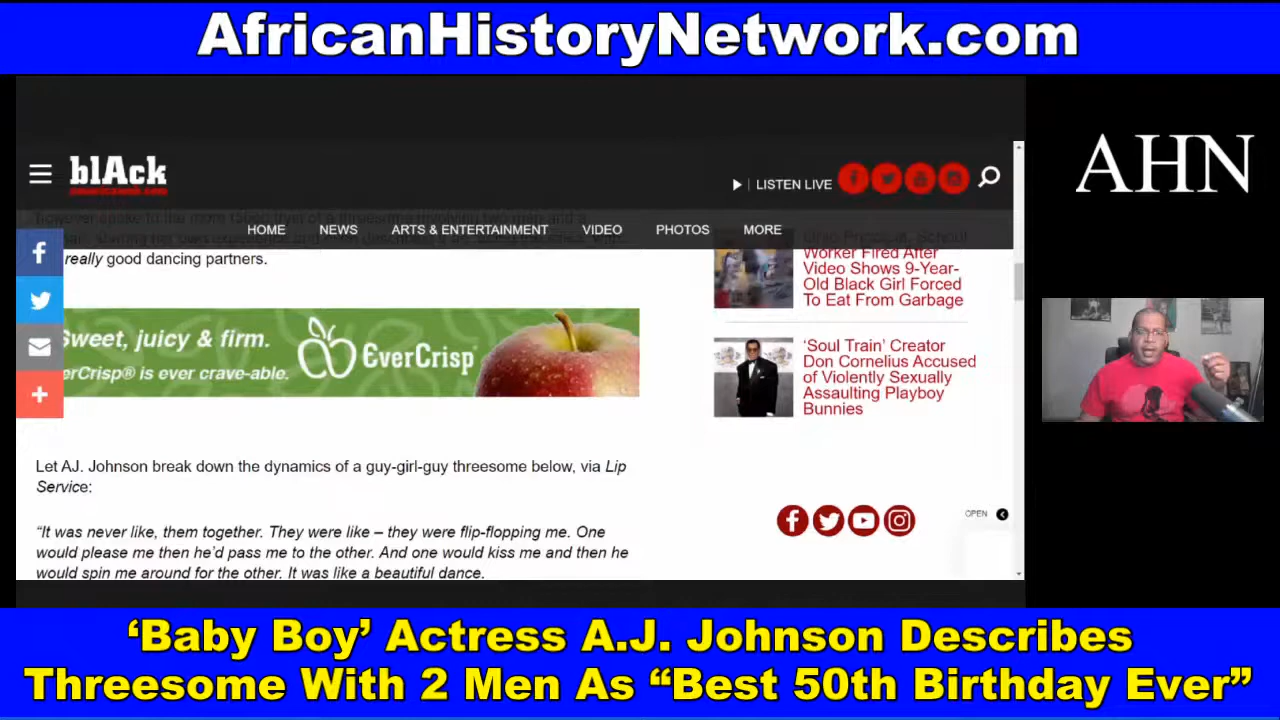 AfricanHistoryNetwork.com
AHN
blAck
LISTEN LIVE
HOME NEWS ARTS & ENTERTAINMENT VIDEO PHOTOS MORE
really good dancing partners.
Worker Fired After
Video Shows 9-Year-
Old Black Girl Forced
To Eat From Garbage
Sweet, juicy & firm.
erCrisp® is ever crave-able.
EverCrisp
‘Soul Train’ Creator
Don Cornelius Accused
of Violently Sexually
Assaulting Playboy
Bunnies
Let AJ. Johnson break down the dynamics of a guy-girl-guy threesome below, via Lip
Service:
“It was never like, them together. They were like – they were flip-flopping me. One
would please me then he’d pass me to the other. And one would kiss me and then he
would spin me around for the other. It was like a beautiful dance.
OPEN
‘Baby Boy’ Actress A.J. Johnson Describes
Threesome With 2 Men As “Best 50th Birthday Ever”